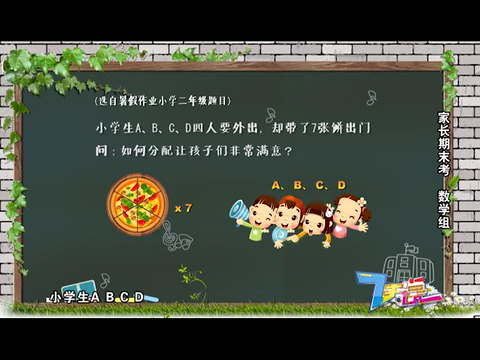 (选自暑假作业小学二年级题目)
小学生A、B、C、D四人要外出，却带了7张饼出门
问：如何分配让孩子们非常满意？
A、B、C、D
x 7
家长期末考 数学组
小学生A B C D